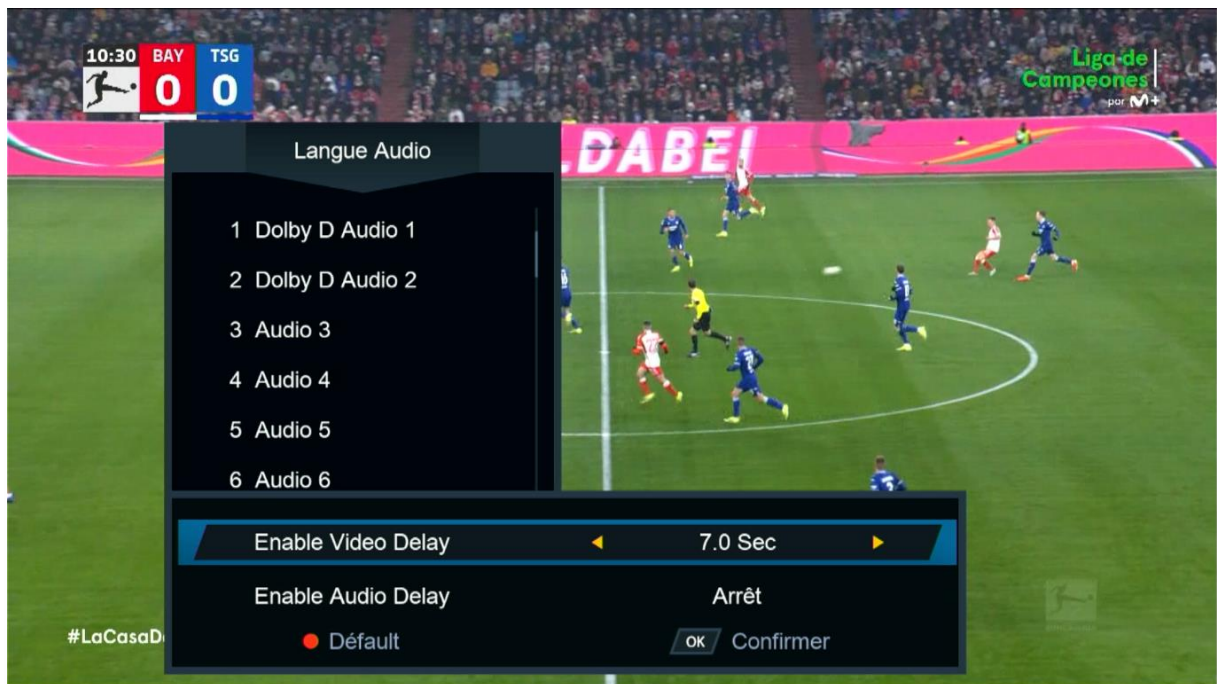 10:30 BAY TSG
0 0
Liga de
Campeones
por M+
.DABEI
Langue Audio
1 Dolby D Audio 1
2 Dolby D Audio 2
3 Audio 3
4 Audio 4
5 Audio 5
6 Audio 6
Enable Video Delay 7.0 Sec
Enable Audio Delay Arrêt
#LaCasaD
Défault OK Confirmer